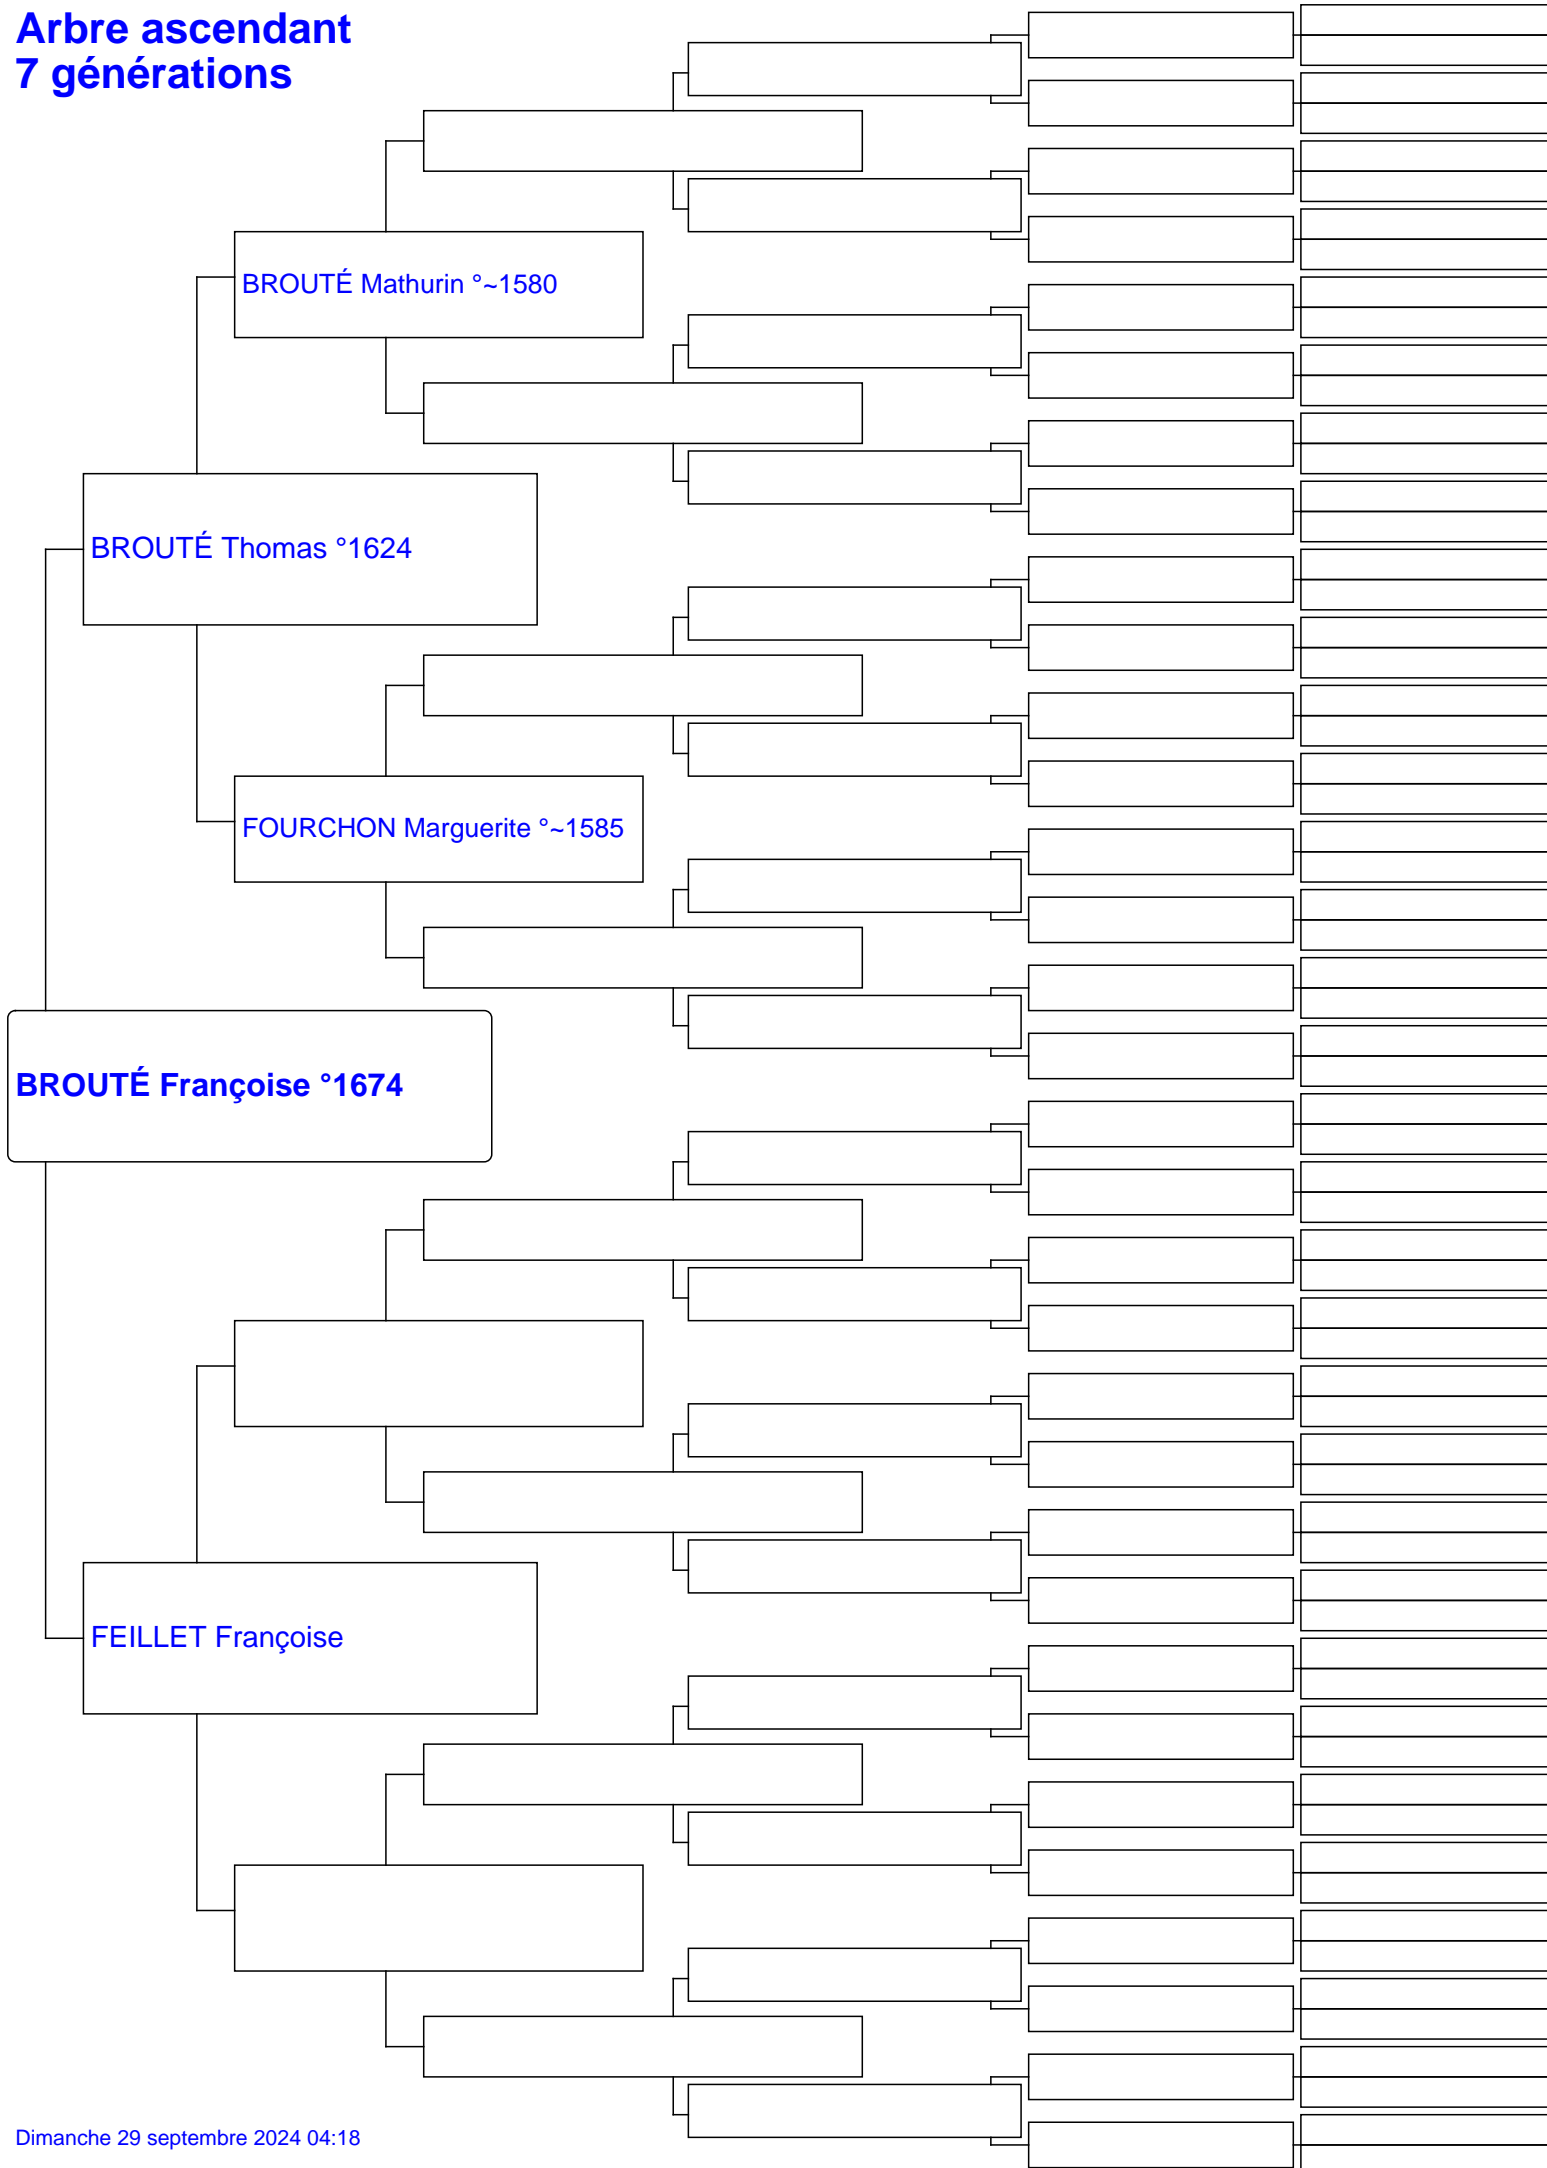 Arbre ascendant
7 générations
BROUTÉ Mathurin °~1580
BROUTÉ Thomas °1624
FOURCHON Marguerite °~1585
BROUTÉ Françoise °1674
FEILLET Françoise
Dimanche 29 septembre 2024 04:18